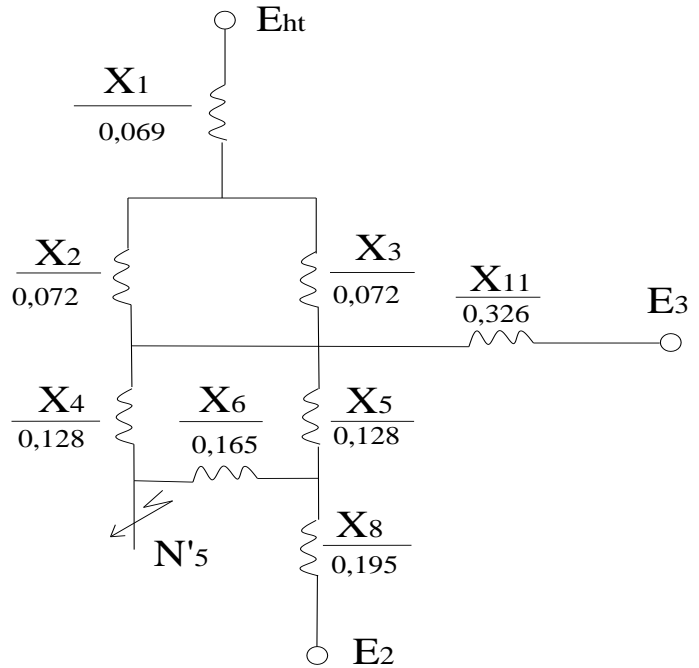 Eht
X1
0,069
X2
0,072
X3
0,072
X11
0,326
E3
X4
0,128
X6
0,165
X5
0,128
N'5
X8
0,195
E2